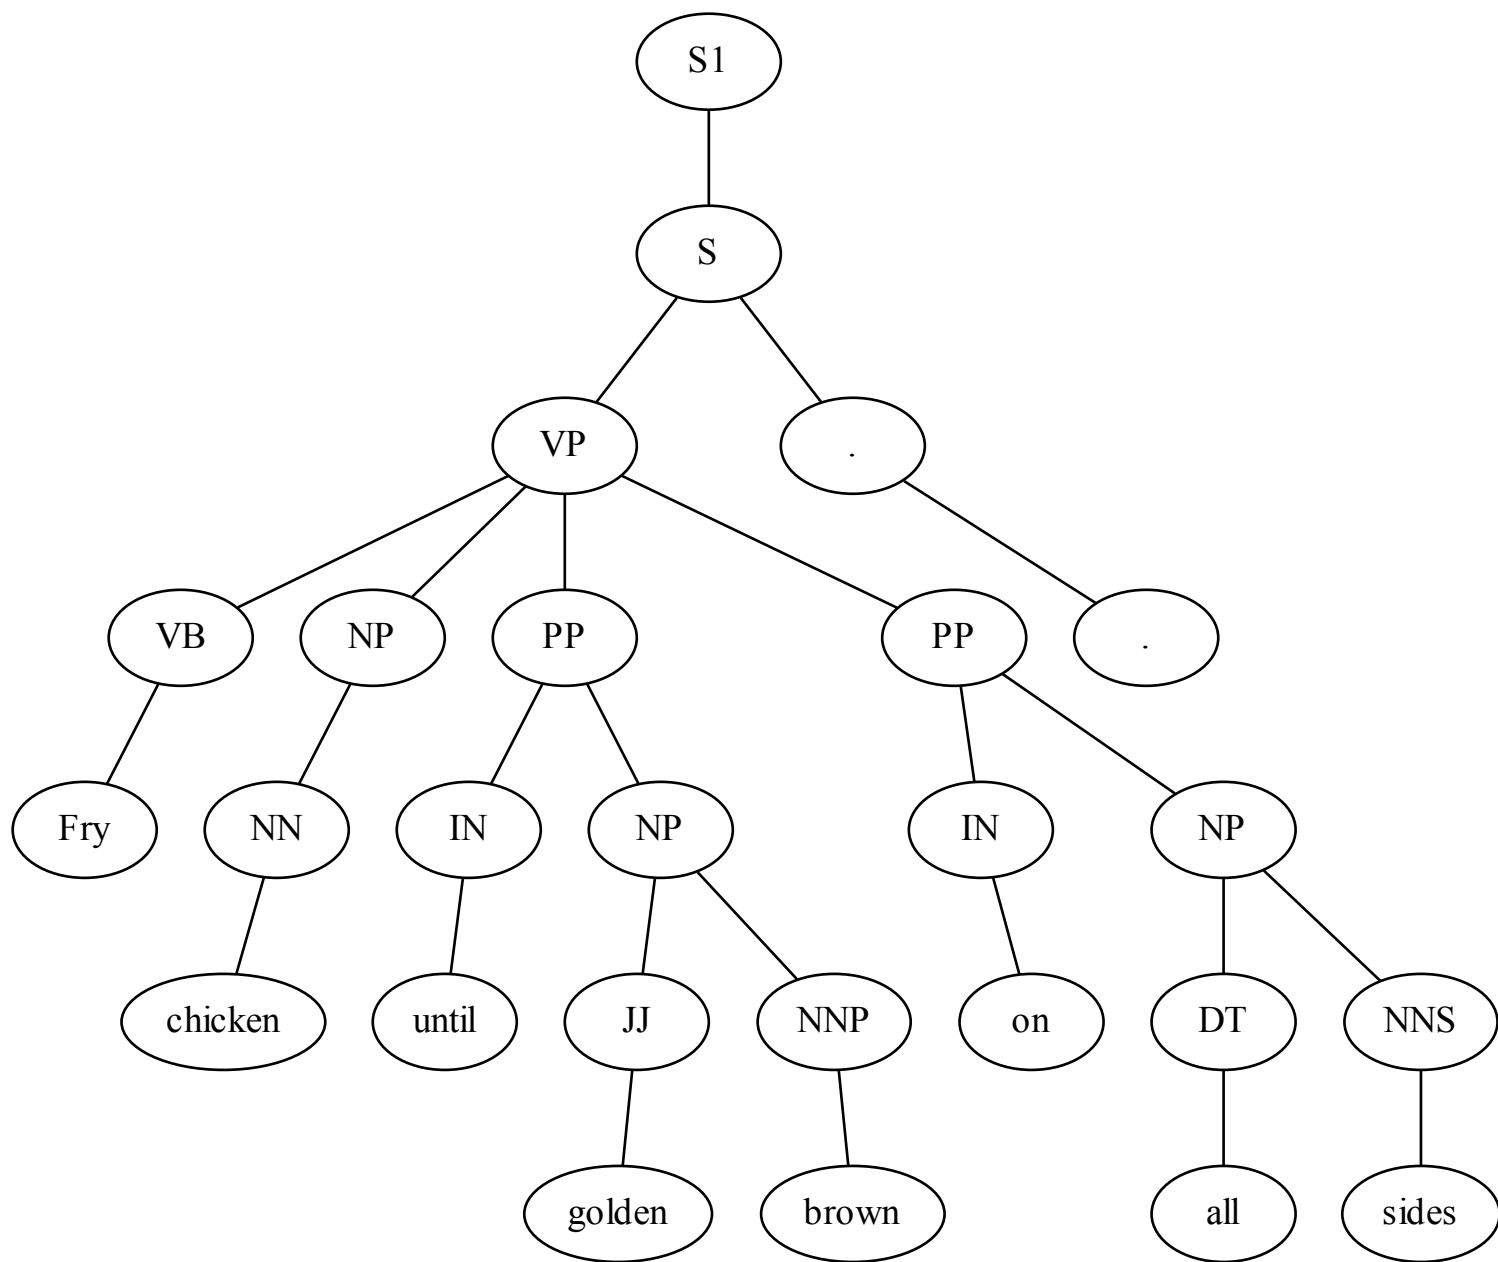 S1
S
VP .
VB NP PP PP .
Fry NN IN NP IN NP
chicken until JJ NNP on DT NNS
golden brown all sides